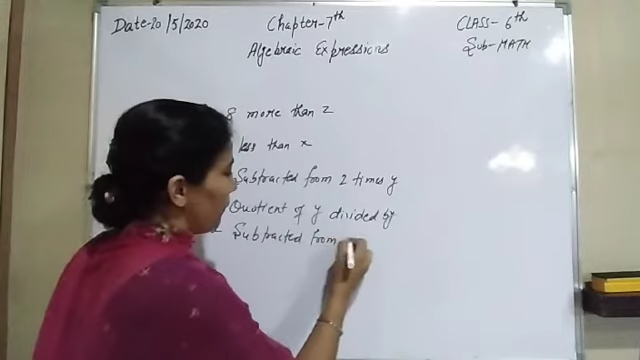 Date-20/5/2020
Chapter-7th
CLASS-6th
Algebraic Expressions
Sub-MATH
8 more than z
less than x
Subtracted from 2 times y
Quotient of y divided by
Subtracted from